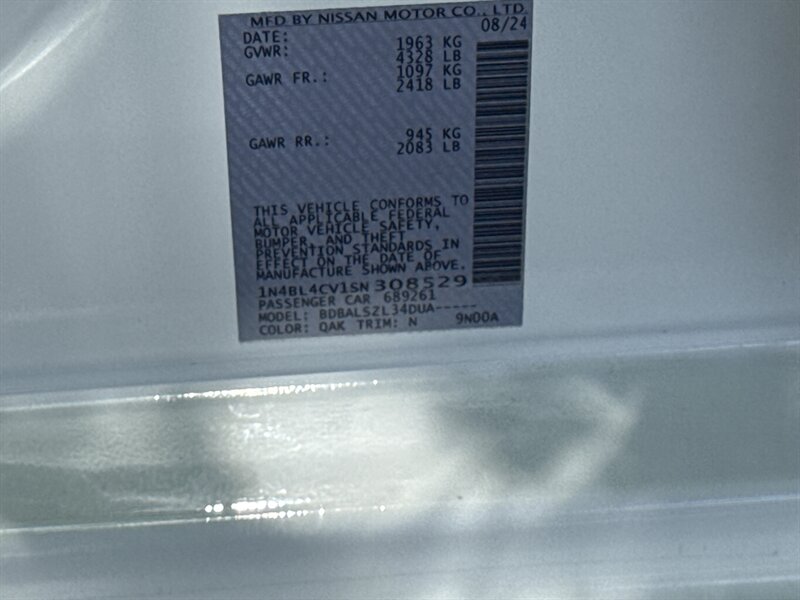 MFD BY NISSAN MOTOR CO., LTD.
DATE: 08/24
GVWR: 1963 KG
4328 LB
GAWR FR.: 1097 KG
2418 LB
GAWR RR.: 945 KG
2083 LB
THIS VEHICLE CONFORMS TO
ALL APPLICABLE FEDERAL
MOTOR VEHICLE SAFETY,
BUMPER, AND THEFT
PREVENTION STANDARDS IN
EFFECT ON THE DATE OF
MANUFACTURE SHOWN ABOVE.
1N4BL4CV1SN308529
PASSENGER CAR 689261
MODEL: BDBALSZL34DUA-----
COLOR: QAK TRIM: N 9N00A